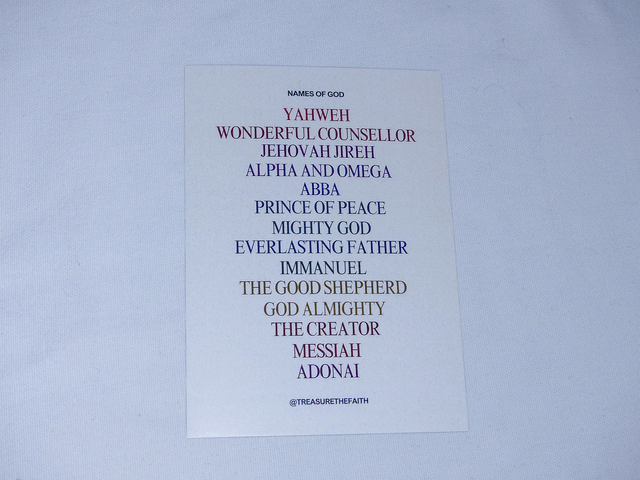 NAMES OF GOD
YAHWEH
WONDERFUL COUNSELLOR
JEHOVAH JIREH
ALPHA AND OMEGA
ABBA
PRINCE OF PEACE
MIGHTY GOD
EVERLASTING FATHER
IMMANUEL
THE GOOD SHEPHERD
GOD ALMIGHTY
THE CREATOR
MESSIAH
ADONAI
@TREASURETHEFAITH